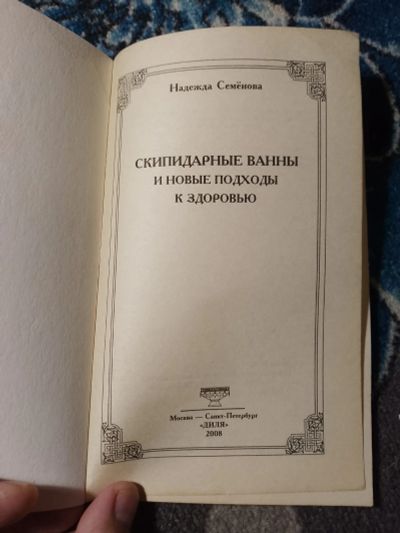 Надежда Семёнова
СКИПИДАРНЫЕ ВАННЫ
И НОВЫЕ ПОДХОДЫ
К ЗДОРОВЬЮ
Москва — Санкт-Петербург
«ДИЛЯ»
2008